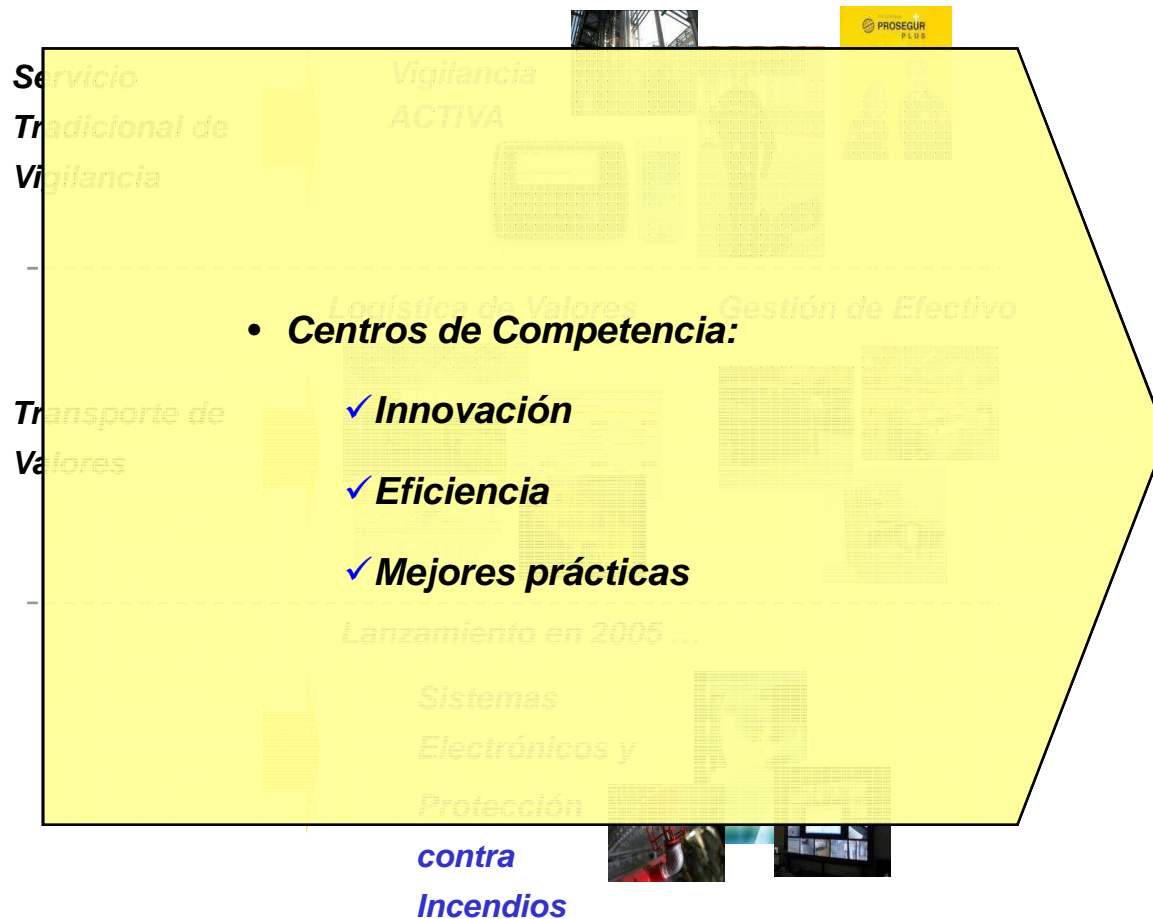 PROSEGUR
PLUS
Servicio
Tradicional de
Vigilancia
Vigilancia
ACTIVA
Logística de Valores
Gestión de Efectivo
• Centros de Competencia:
✓Innovación
✓Eficiencia
✓Mejores prácticas
Transporte de
Valores
Lanzamiento en 2005 ...
Sistemas
Electrónicos y
Protección
contra
Incendios